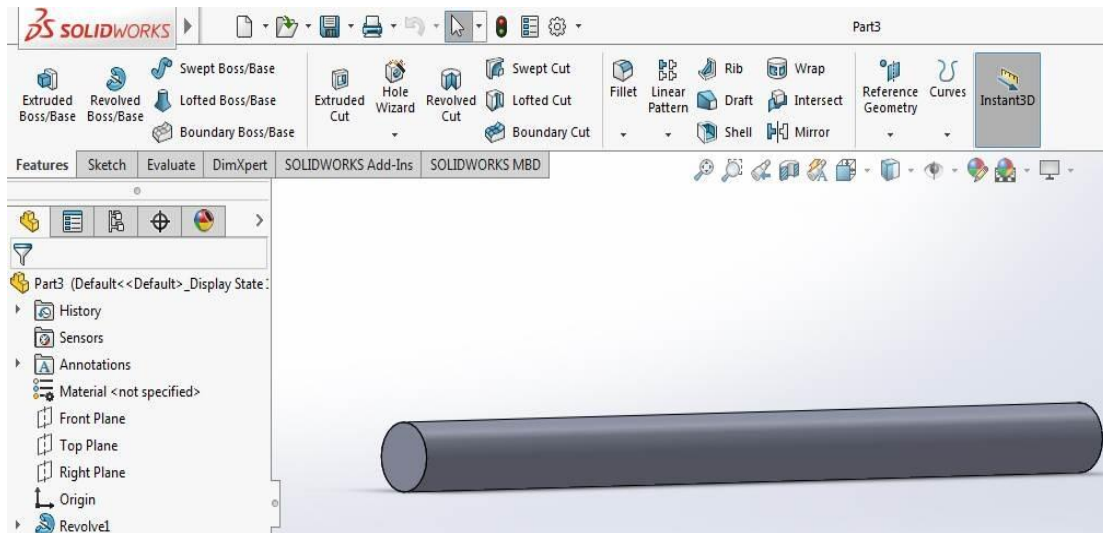 SOLIDWORKS
Part3
Extruded Boss/Base
Revolved Boss/Base
Swept Boss/Base
Lofted Boss/Base
Boundary Boss/Base
Extruded Cut
Hole Wizard
Revolved Cut
Swept Cut
Lofted Cut
Boundary Cut
Fillet
Linear Pattern
Rib
Draft
Shell
Wrap
Intersect
Mirror
Reference Geometry
Curves
Instant3D
Features Sketch Evaluate DimXpert SOLIDWORKS Add-Ins SOLIDWORKS MBD
Part3 (Default<<Default>_Display State
History
Sensors
Annotations
Material <not specified>
Front Plane
Top Plane
Right Plane
Origin
Revolve1